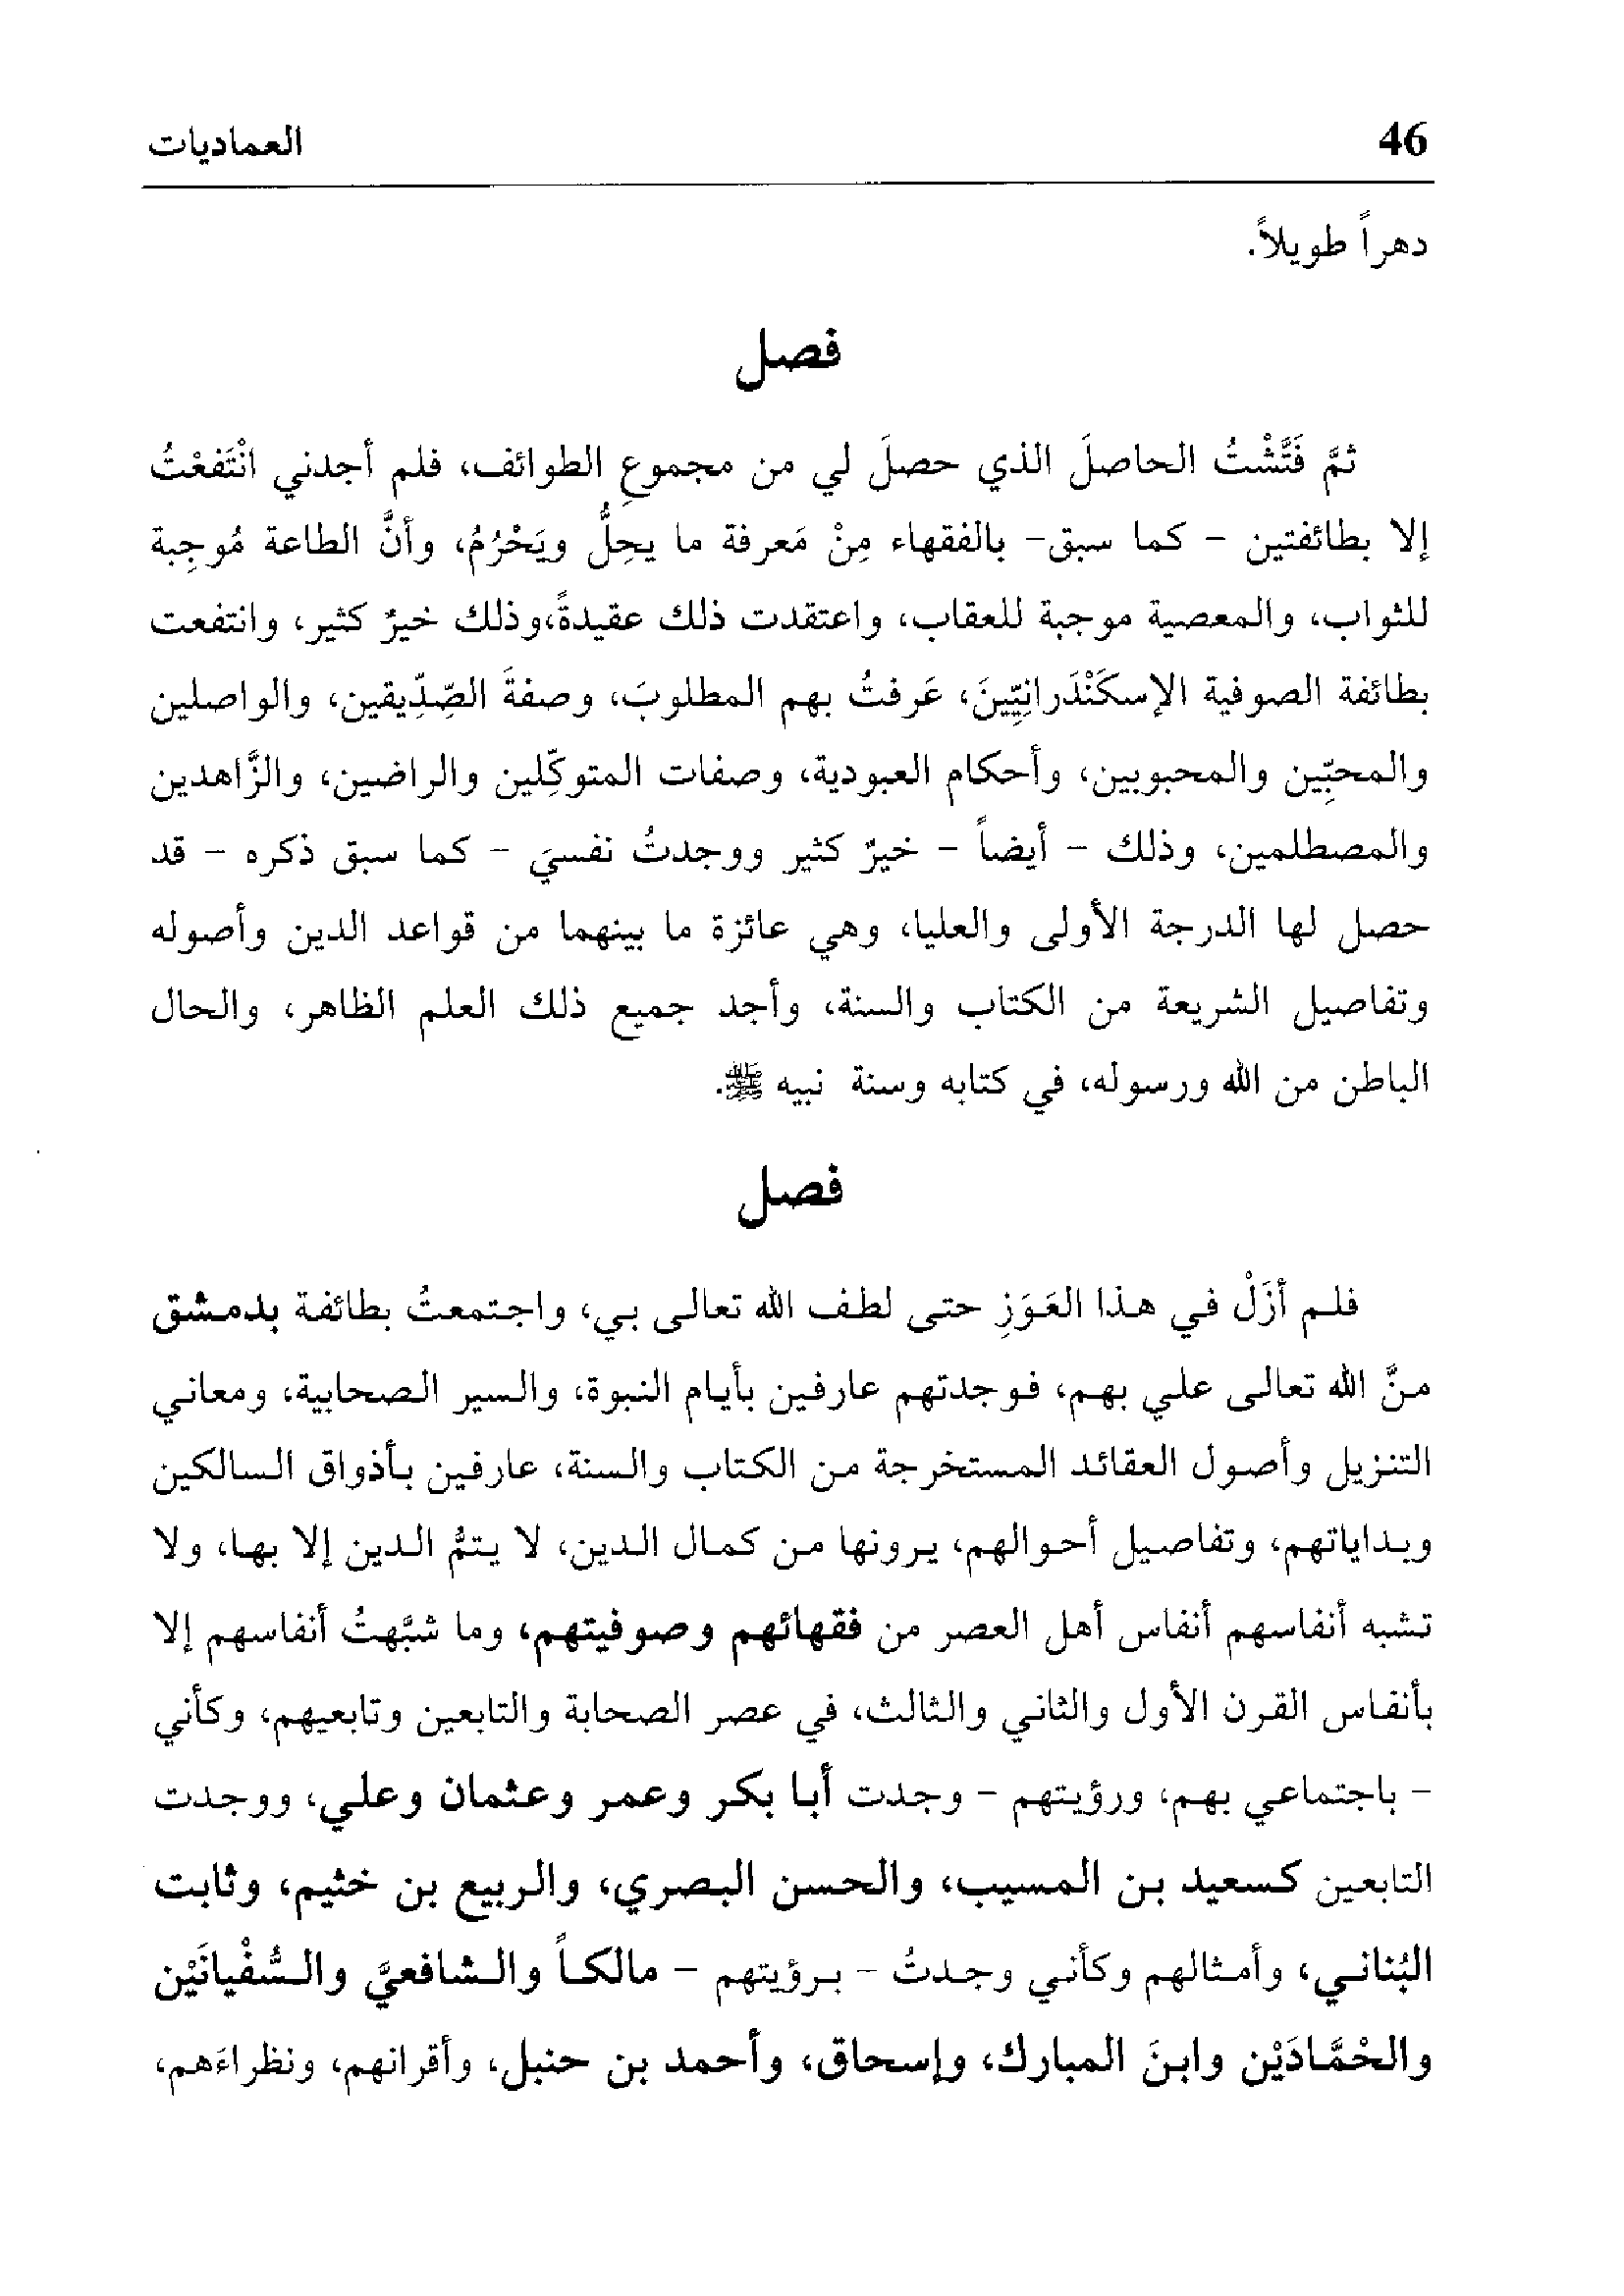 46 العماديات
دهراً طويلاً.
فصل
ثمَّ فَتَّشْتُ الحاصلَ الذي حصلَ لي من مجموعِ الطوائف، فلم أجدني انْتَفعْتُ
إلا بطائفتين - كما سبق- بالفقهاء مِنْ مَعرفة ما يحِلُّ ويَحْرُمُ، وأنَّ الطاعة مُوجِبة
للثواب، والمعصية موجبة للعقاب، واعتقدت ذلك عقيدةً،وذلك خيرٌ كثير، وانتفعت
بطائفة الصوفية الإسكَنْدَرانِيِّينَ، عَرفتُ بهم المطلوبَ، وصفةَ الصِّدِّيقين، والواصلين
والمحبِّين والمحبوبين، وأحكام العبودية، وصفات المتوكِّلين والراضين، والزَّاهدين
والمصطلمين، وذلك - أيضاً - خيرٌ كثير ووجدتُ نفسيَ - كما سبق ذكره - قد
حصل لها الدرجة الأولى والعليا، وهي عائزة ما بينهما من قواعد الدين وأصوله
وتفاصيل الشريعة من الكتاب والسنة، وأجد جميع ذلك العلم الظاهر، والحال
الباطن من الله ورسوله، في كتابه وسنة نبيه ﷺ.
فصل
فلم أزَلْ في هذا العَوَزِ حتى لطف الله تعالى بي، واجتمعتُ بطائفة بدمشق
منَّ الله تعالى علي بهم، فوجدتهم عارفين بأيام النبوة، والسير الصحابية، ومعاني
التنزيل وأصول العقائد المستخرجة من الكتاب والسنة، عارفين بأذواق السالكين
وبداياتهم، وتفاصيل أحوالهم، يرونها من كمال الدين، لا يتمُّ الدين إلا بها، ولا
تشبه أنفاسهم أنفاس أهل العصر من فقهائهم وصوفيتهم، وما شبَّهتُ أنفاسهم إلا
بأنفاس القرن الأول والثاني والثالث، في عصر الصحابة والتابعين وتابعيهم، وكأني
- باجتماعي بهم، ورؤيتهم - وجدت أبا بكر وعمر وعثمان وعلي، ووجدت
التابعين كسعيد بن المسيب، والحسن البصري، والربيع بن خثيم، وثابت
البُناني، وأمثالهم وكأني وجدتُ - برؤيتهم - مالكاً والشافعيَّ والسُّفْيانَيْن
والحْمَّادَيْن وابنَ المبارك، وإسحاق، وأحمد بن حنبل، وأقرانهم، ونظراءَهم،